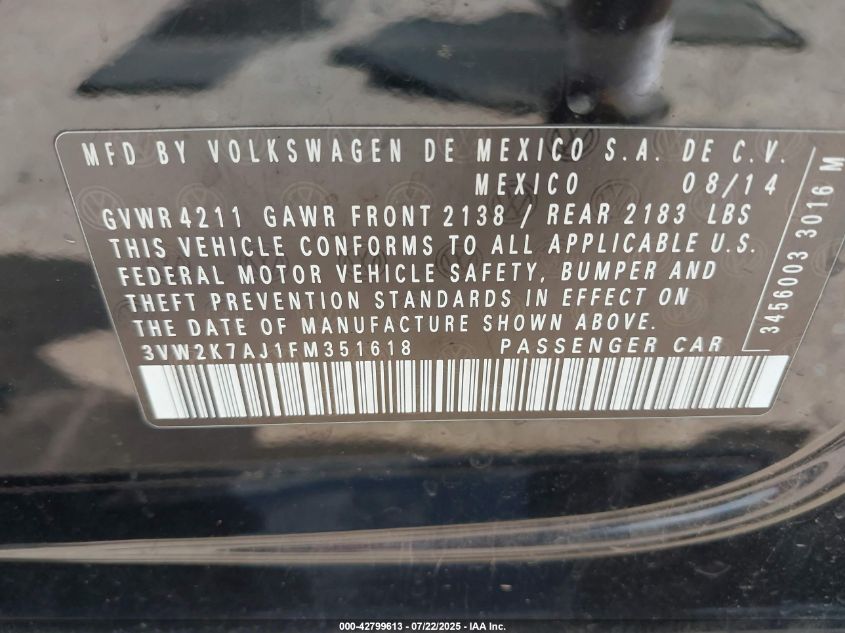 MFD BY VOLKSWAGEN DE MEXICO S.A. DE C.V.
MEXICO 08/14
GVWR 4211 GAWR FRONT 2138 / REAR 2183 LBS
THIS VEHICLE CONFORMS TO ALL APPLICABLE U.S.
FEDERAL MOTOR VEHICLE SAFETY, BUMPER AND
THEFT PREVENTION STANDARDS IN EFFECT ON
THE DATE OF MANUFACTURE SHOWN ABOVE.
3VW2K7AJ1FM351618 PASSENGER CAR
3456003 3016 M
000-42799613 - 07/22/2025 - IAA Inc.